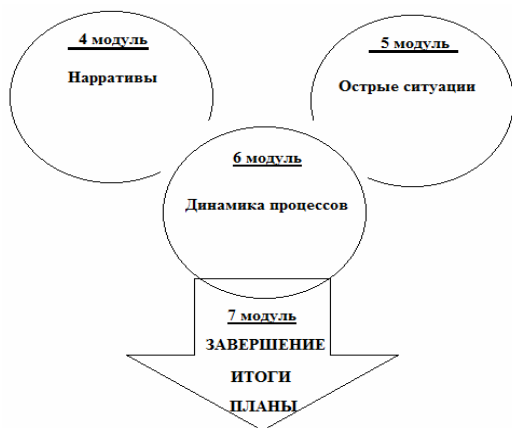 4 модуль
Нарративы
5 модуль
Острые ситуации
6 модуль
Динамика процессов
7 модуль
ЗАВЕРШЕНИЕ
ИТОГИ
ПЛАНЫ